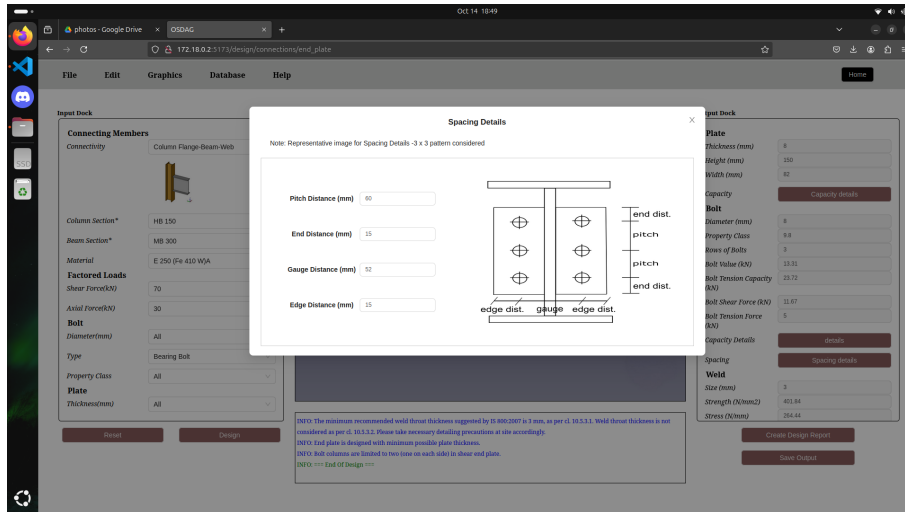 Oct 14 18:49
photos - Google Drive
OSDAG
172.18.0.2:5173/design/connections/end_plate
File Edit Graphics Database Help
Home
Input Dock
Connecting Members
Connectivity Column Flange-Beam-Web
Column Section* HB 150
Beam Section* MB 300
Material E 250 (Fe 410 W)A
Factored Loads
Shear Force(kN) 70
Axial Force(kN) 30
Bolt
Diameter(mm) All
Type Bearing Bolt
Property Class All
Plate
Thickness(mm) All
Reset Design
SSD
Spacing Details
Note: Representative image for Spacing Details -3 x 3 pattern considered
Pitch Distance (mm) 60
End Distance (mm) 15
Gauge Distance (mm) 52
Edge Distance (mm) 15
end dist.
pitch
pitch
end dist.
edge dist. gauge edge dist.
INFO: The minimum recommended weld throat thickness suggested by IS 800:2007 is 3 mm, as per cl. 10.5.3.1. Weld throat thickness is not
considered as per cl. 10.5.3.2. Please take necessary detailing precautions at site accordingly.
INFO: End plate is designed with minimum possible plate thickness.
INFO: Bolt columns are limited to two (one on each side) in shear end plate.
INFO: === End Of Design ===
tput Dock
Plate
Thickness (mm) 8
Height (mm) 150
Width (mm) 82
Capacity Capacity details
Bolt
Diameter (mm) 8
Property Class 9.8
Rows of Bolts 3
Bolt Value (kN) 13.31
Bolt Tension Capacity 23.72
(kN)
Bolt Shear Force (kN) 11.67
Bolt Tension Force 5
(kN)
Capacity Details details
Spacing Spacing details
Weld
Size (mm) 3
Strength (N/mm2) 401.84
Stress (N/mm) 264.44
Create Design Report
Save Output